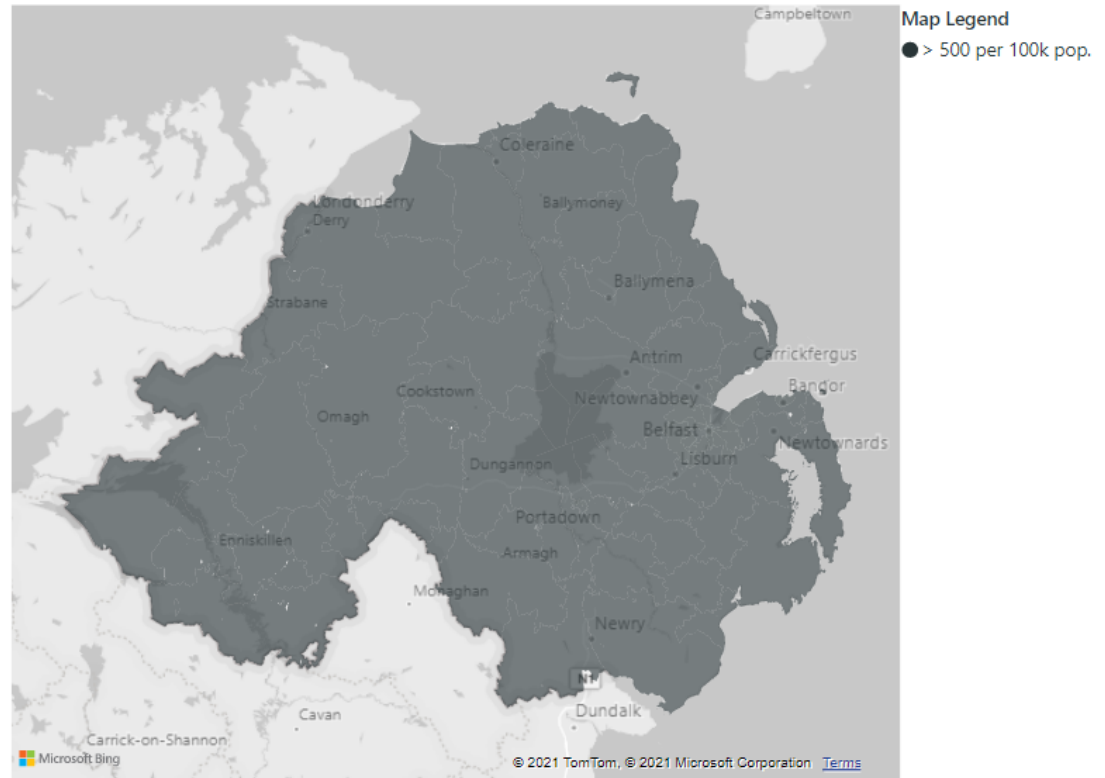 Campbeltown
Map Legend
> 500 per 100k pop.
Coleraine
Londonderry
Derry
Ballymoney
Ballymena
Strabane
Antrim
Carrickfergus
Bangor
Cookstown
Newtownabbey
Omagh
Belfast
Newtownards
Lisburn
Dungannon
Portadown
Enniskillen
Armagh
Monaghan
Newry
N1
Dundalk
Cavan
Carrick-on-Shannon
Microsoft Bing
© 2021 TomTom, © 2021 Microsoft Corporation Terms